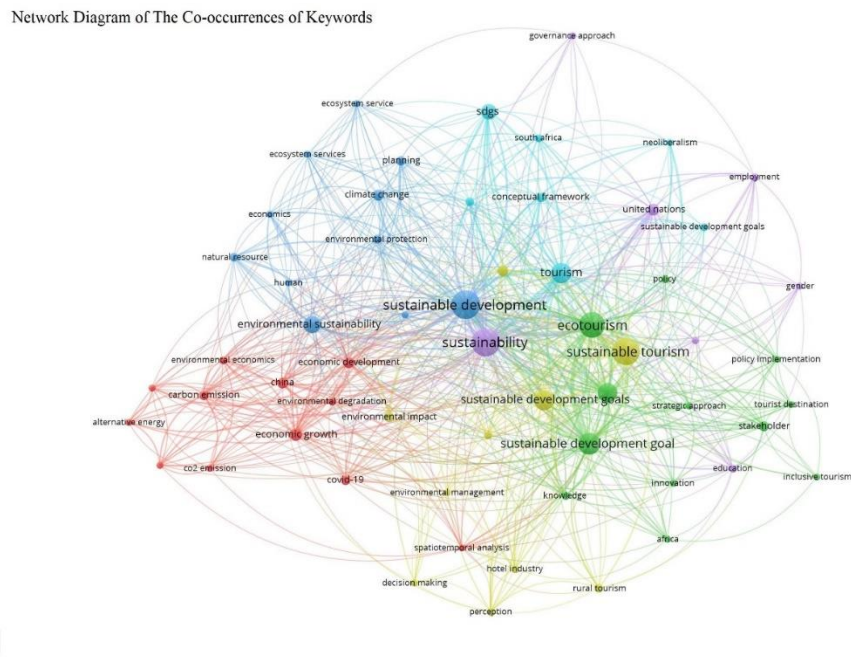 Network Diagram of The Co-occurrences of Keywords
governance approach
ecosystem service
sdgs
south africa
neoliberalism
ecosystem services
planning
employment
climate change
conceptual framework
united nations
economics
sustainable development goals
environmental protection
natural resource
tourism
policy
human
gender
sustainable development
environmental sustainability
ecotourism
sustainability
sustainable tourism
environmental economics
economic development
policy implementation
china
carbon emission
environmental degradation
sustainable development goals
strategic approach
tourist destination
environmental impact
alternative energy
stakeholder
economic growth
sustainable development goal
co2 emission
education
covid-19
inclusive tourism
innovation
environmental management
knowledge
africa
spatiotemporal analysis
hotel industry
decision making
rural tourism
perception